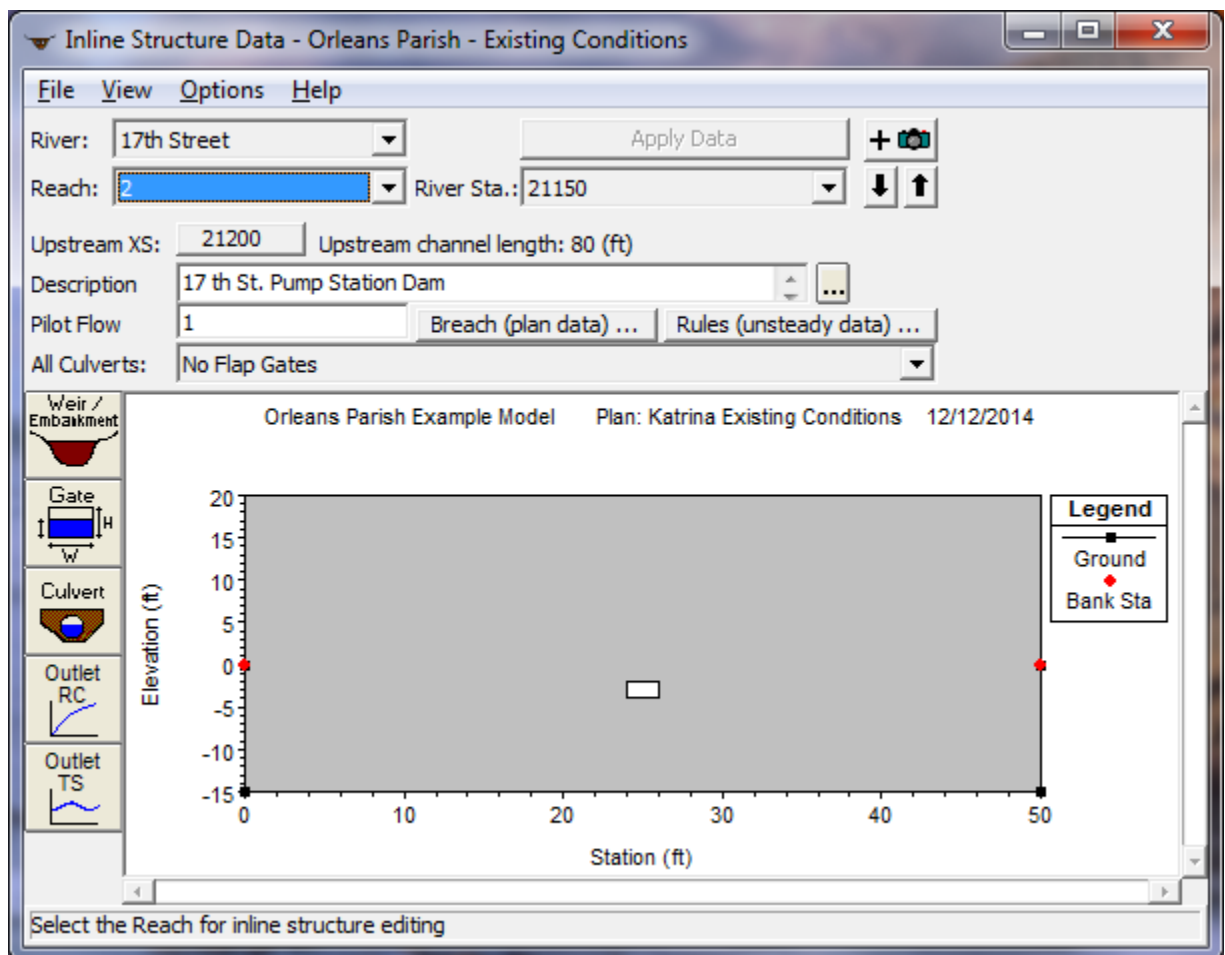 Inline Structure Data - Orleans Parish - Existing Conditions
File View Options Help
River: 17th Street Apply Data
Reach: 2 River Sta.: 21150
Upstream XS: 21200 Upstream channel length: 80 (ft)
Description 17 th St. Pump Station Dam ...
Pilot Flow 1 Breach (plan data) ... Rules (unsteady data) ...
All Culverts: No Flap Gates
Weir /
Embankment
Gate
H
W
Culvert
Outlet
RC
Outlet
TS
Orleans Parish Example Model Plan: Katrina Existing Conditions 12/12/2014
Elevation (ft)
20
15
10
5
0
-5
-10
-15
0 10 20 30 40 50
Station (ft)
Legend
Ground
Bank Sta
Select the Reach for inline structure editing